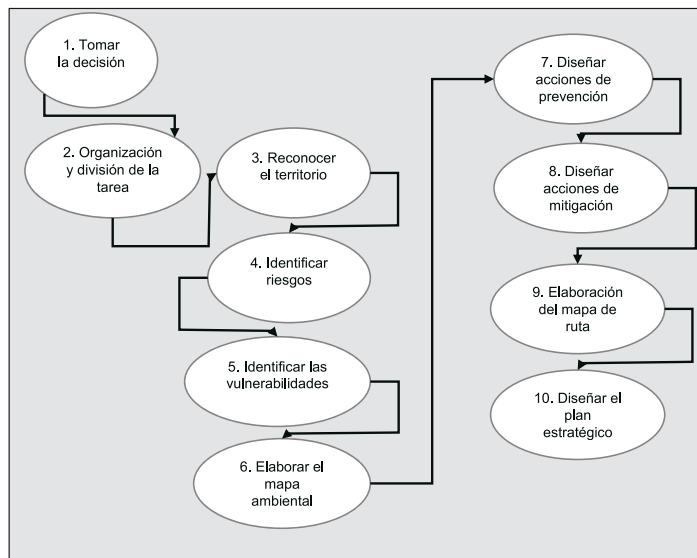 1. Tomar
la decisión
2. Organización
y división de la
tarea
3. Reconocer
el territorio
4. Identificar
riesgos
5. Identificar las
vulnerabilidades
6. Elaborar el
mapa
ambiental
7. Diseñar
acciones de
prevención
8. Diseñar
acciones de
mitigación
9. Elaboración
del mapa de
ruta
10. Diseñar el
plan
estratégico